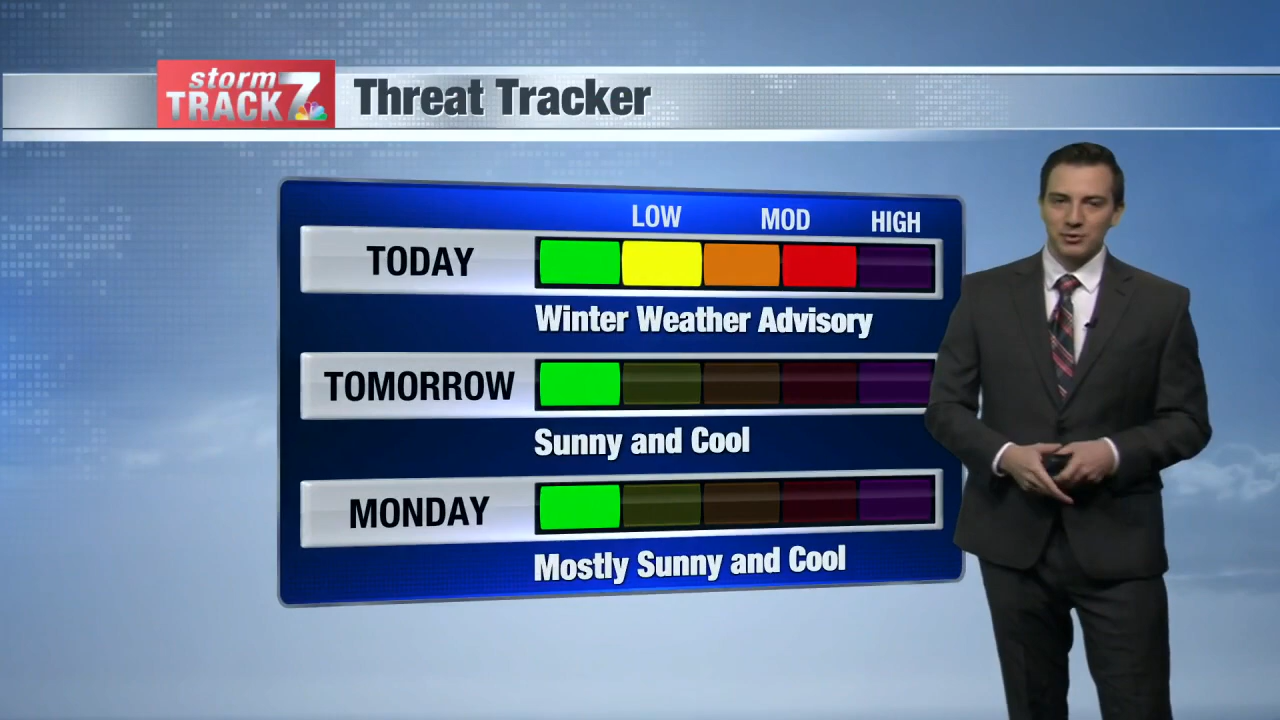 storm
TRACK 7
Threat Tracker
LOW MOD HIGH
TODAY
Winter Weather Advisory
TOMORROW
Sunny and Cool
MONDAY
Mostly Sunny and Cool